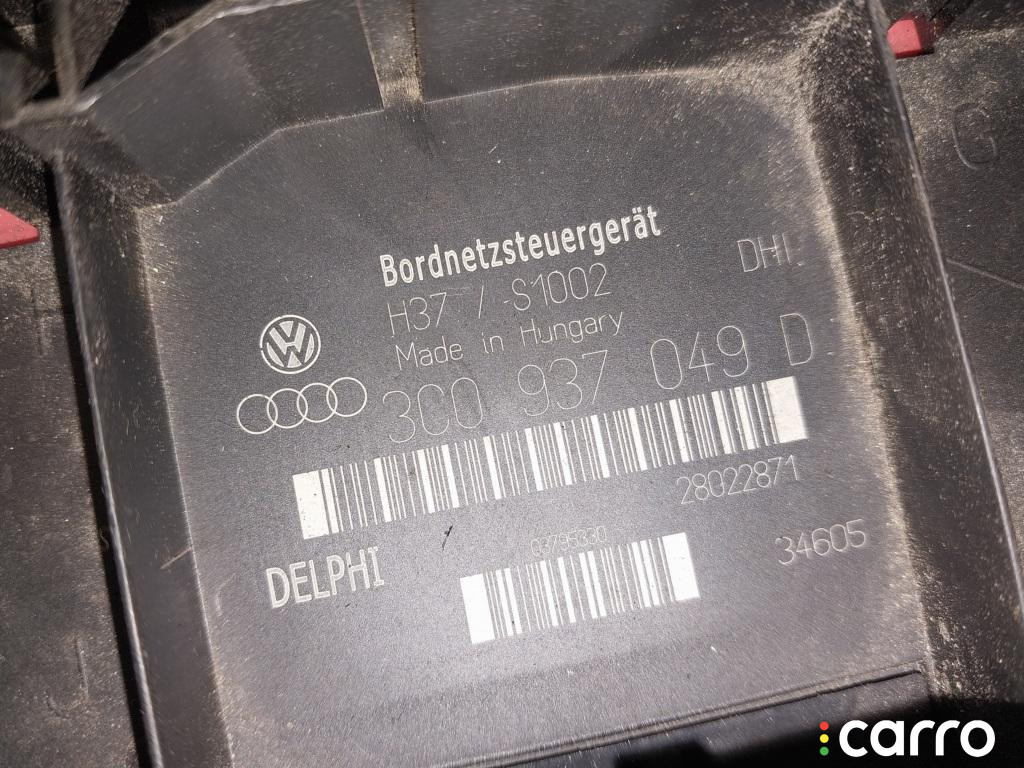 Bordnetzsteuergerät
H37 / S1002
DHL
Made in Hungary
3C0 937 049 D
28022871
03795330
DELPHI
34605
G
carro